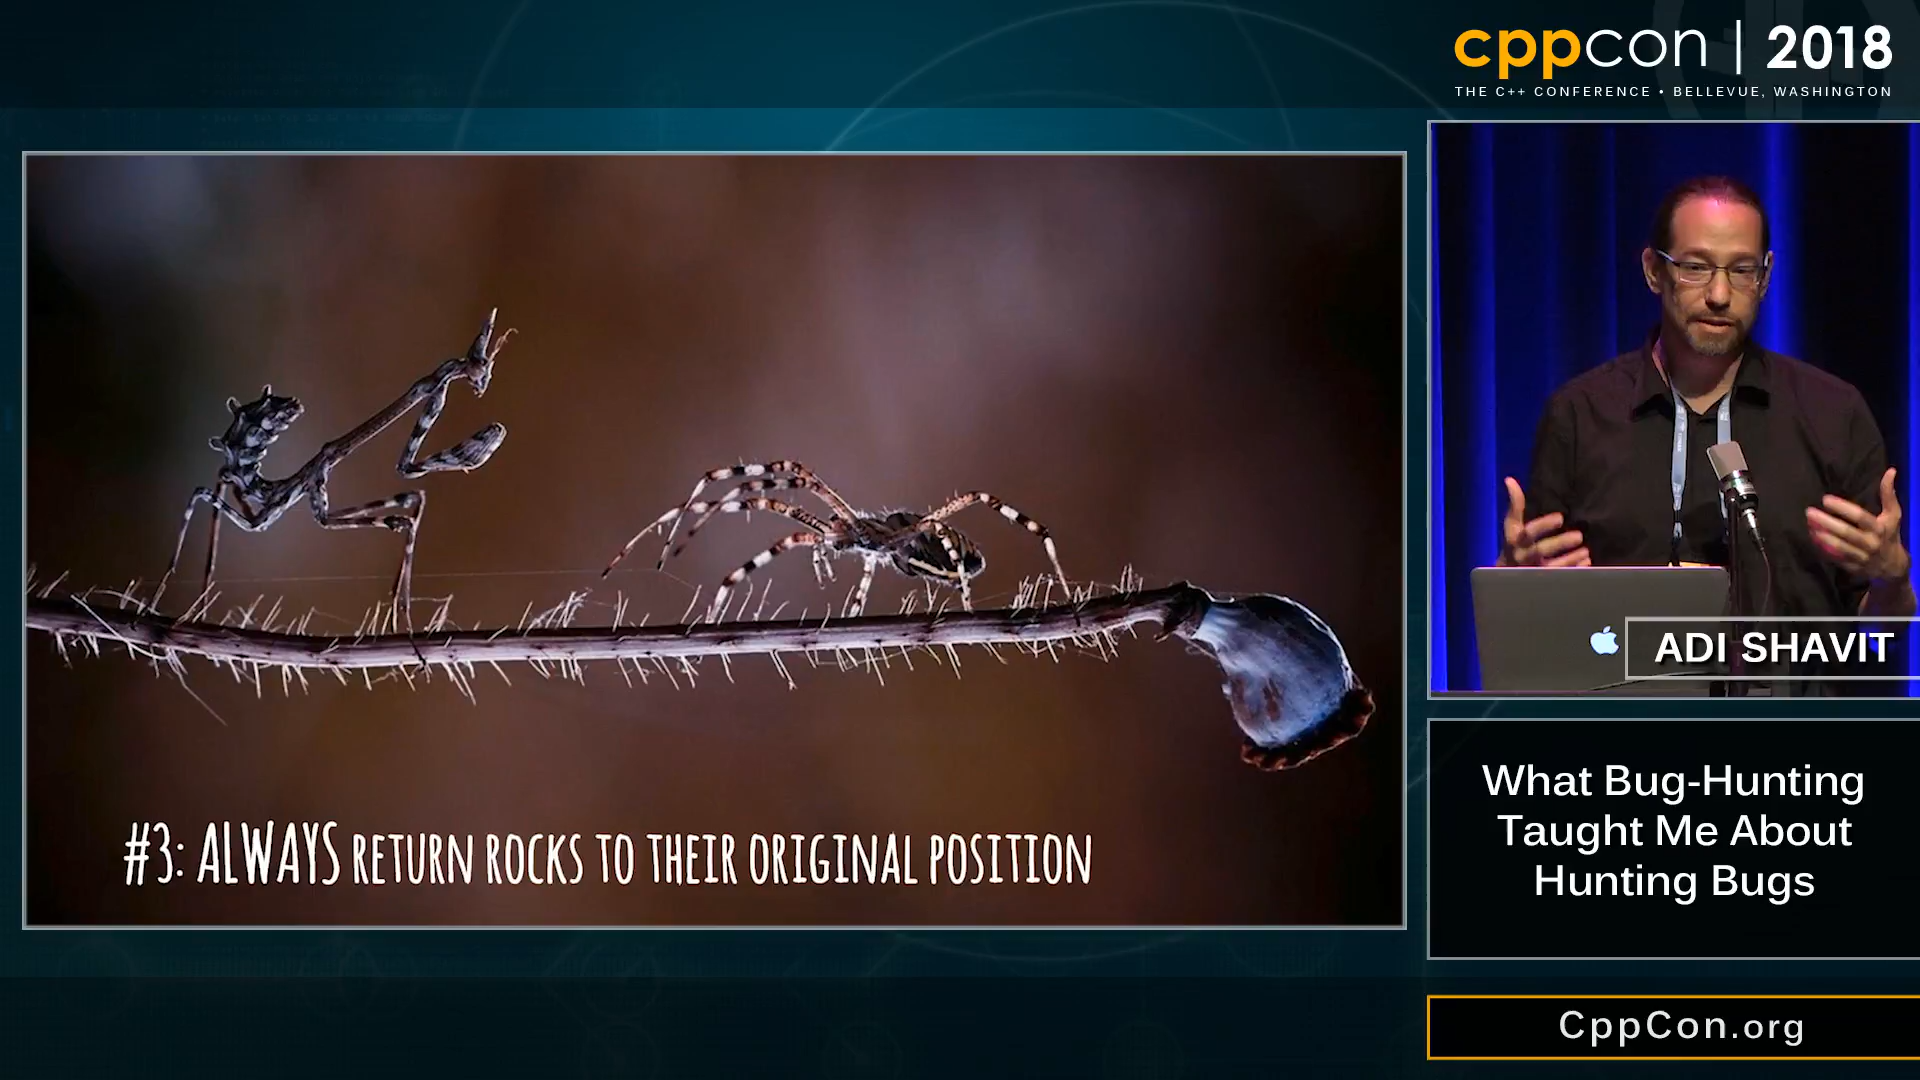 cppcon | 2018
THE C++ CONFERENCE • BELLEVUE, WASHINGTON
#3: ALWAYS RETURN ROCKS TO THEIR ORIGINAL POSITION
ADI SHAVIT
What Bug-Hunting
Taught Me About
Hunting Bugs
CppCon.org